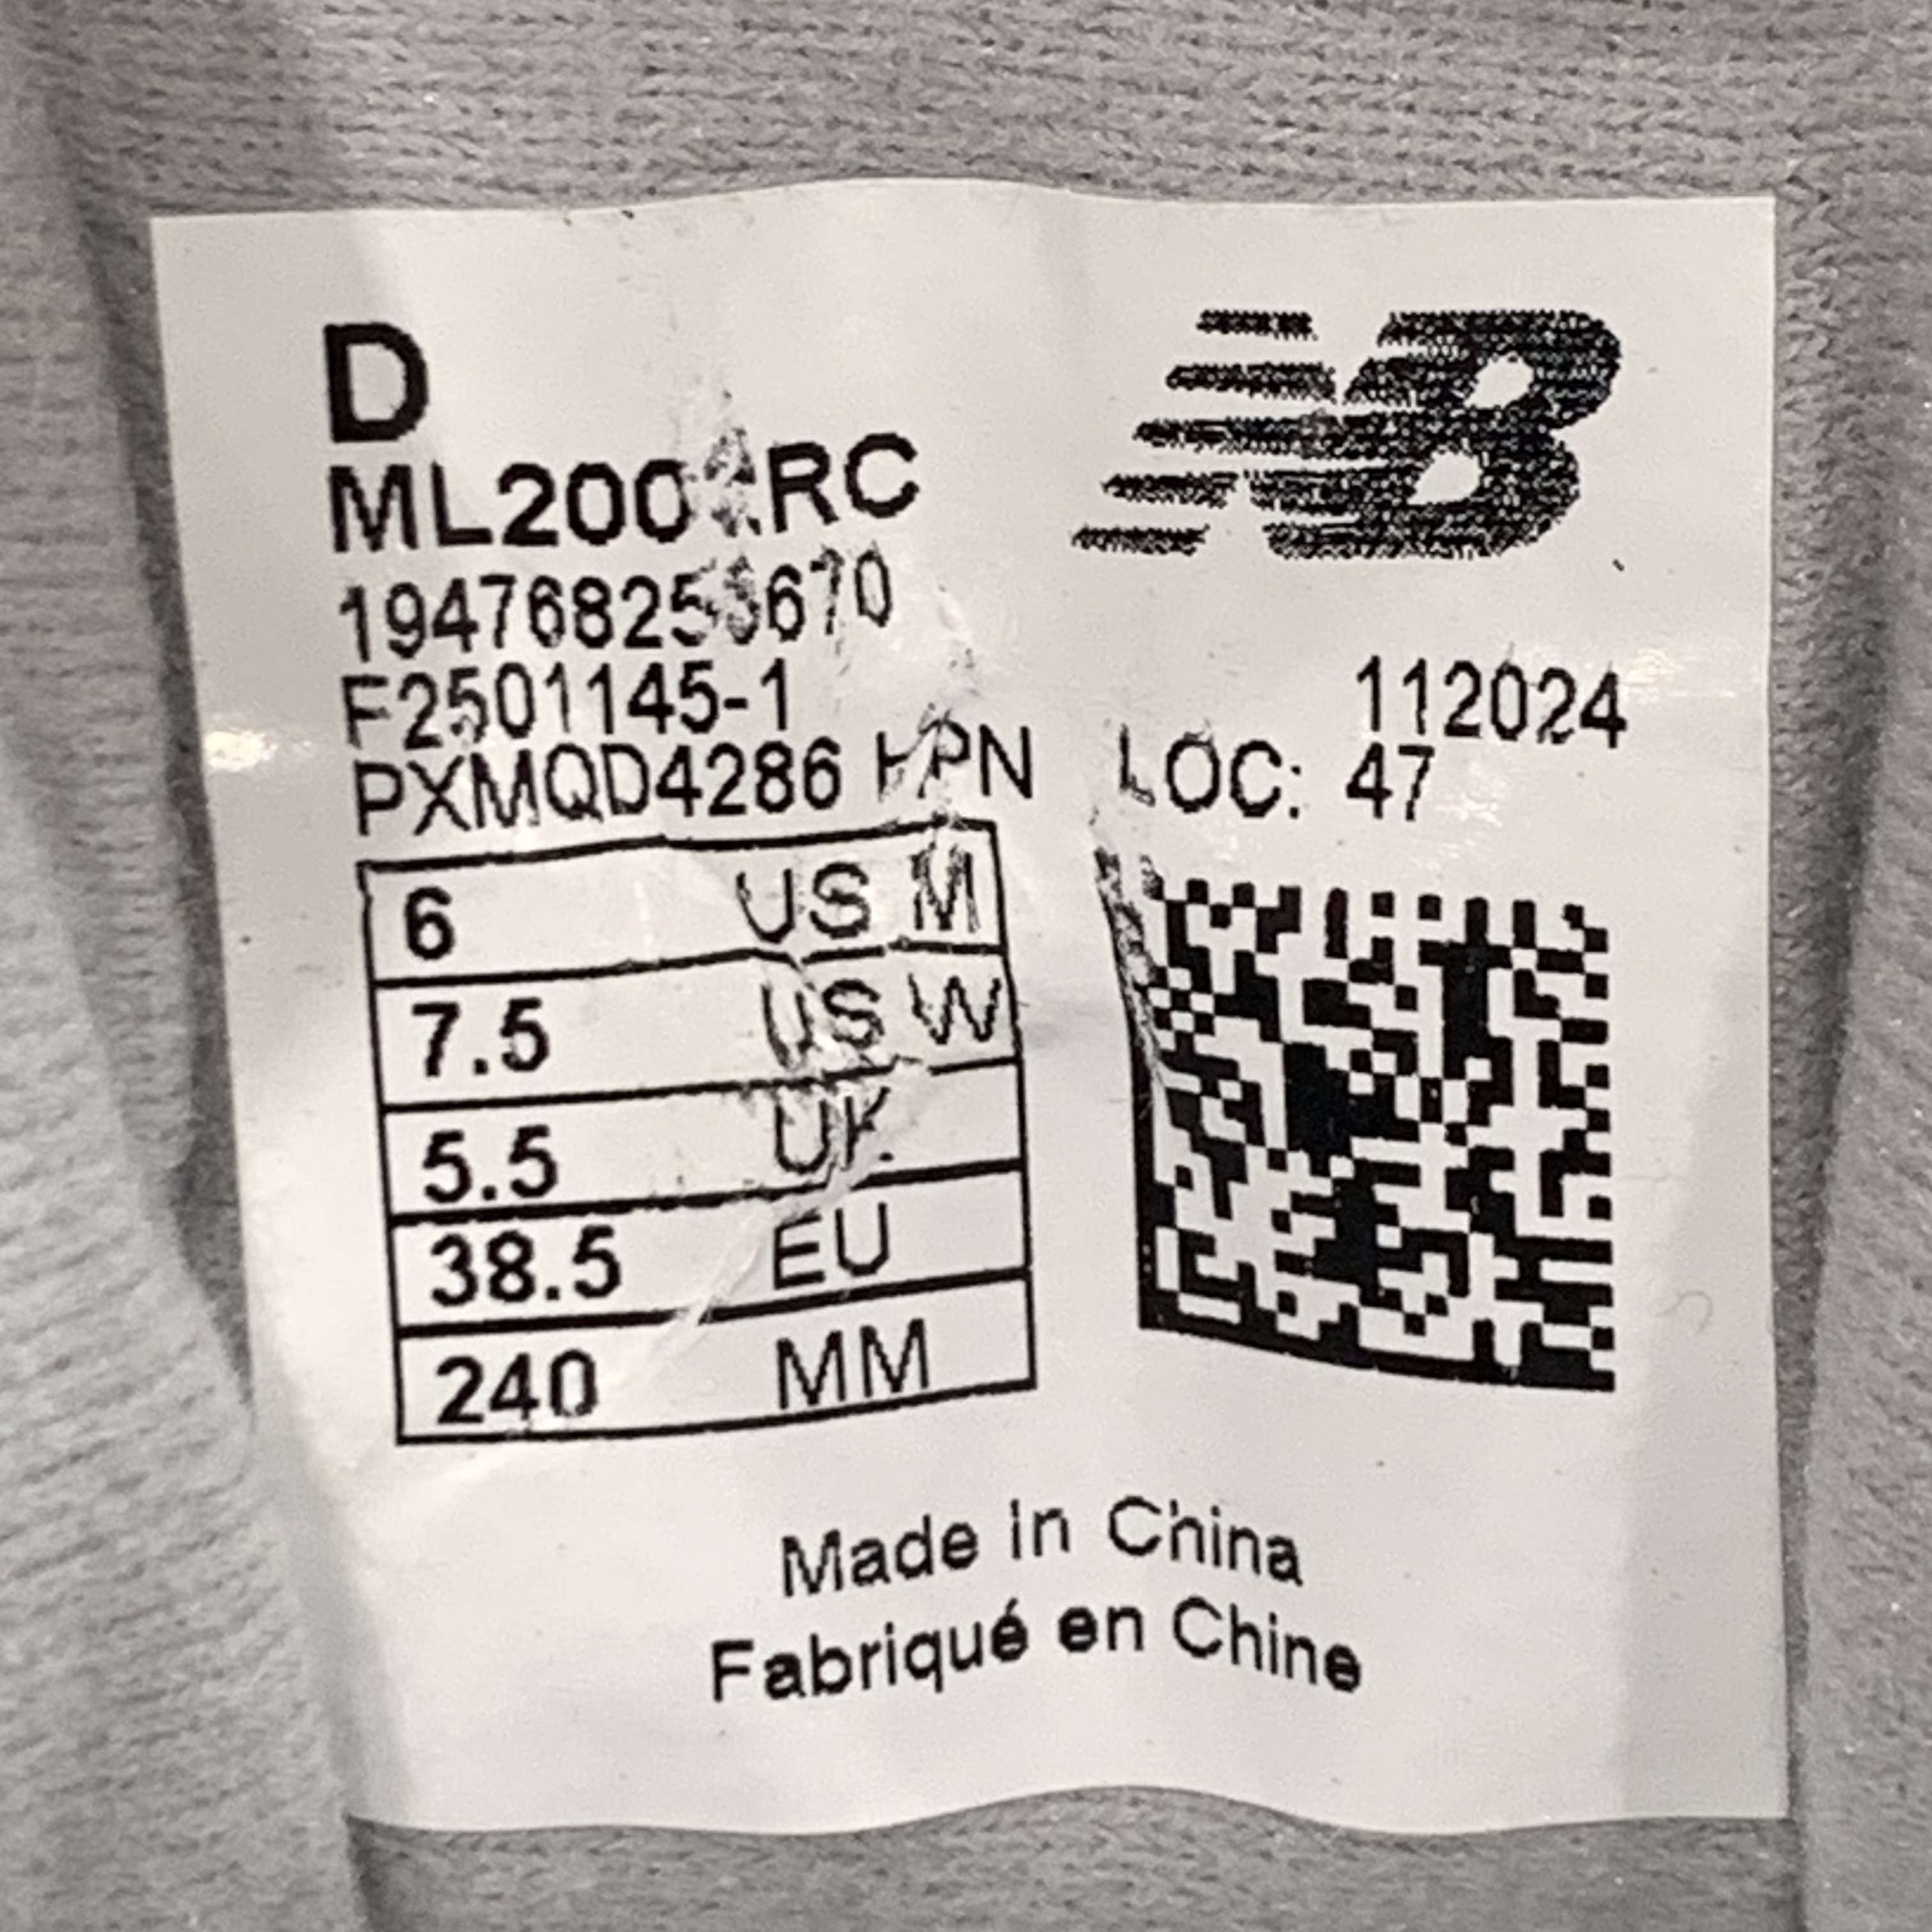 D
NB
ML2002RC
F2501145-1
112024
PXMQD4286 HPN LOC: 47
6 US M
7.5 US W
5.5 UK
38.5 EU
240 MM
Made in China
Fabriqué en Chine